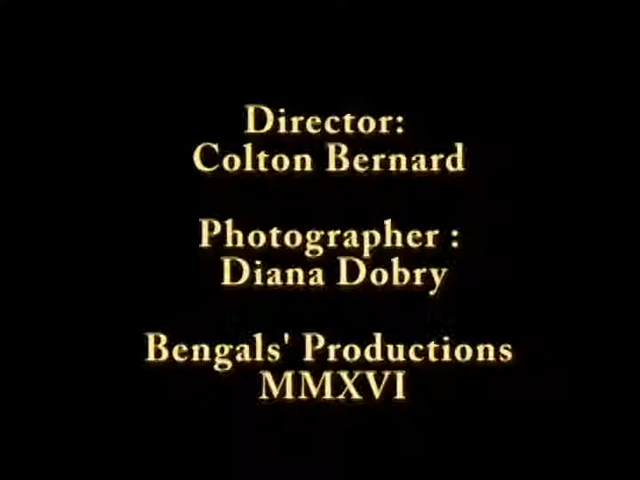 Director:
Colton Bernard
Photographer :
Diana Dobry
Bengals' Productions
MMXVI